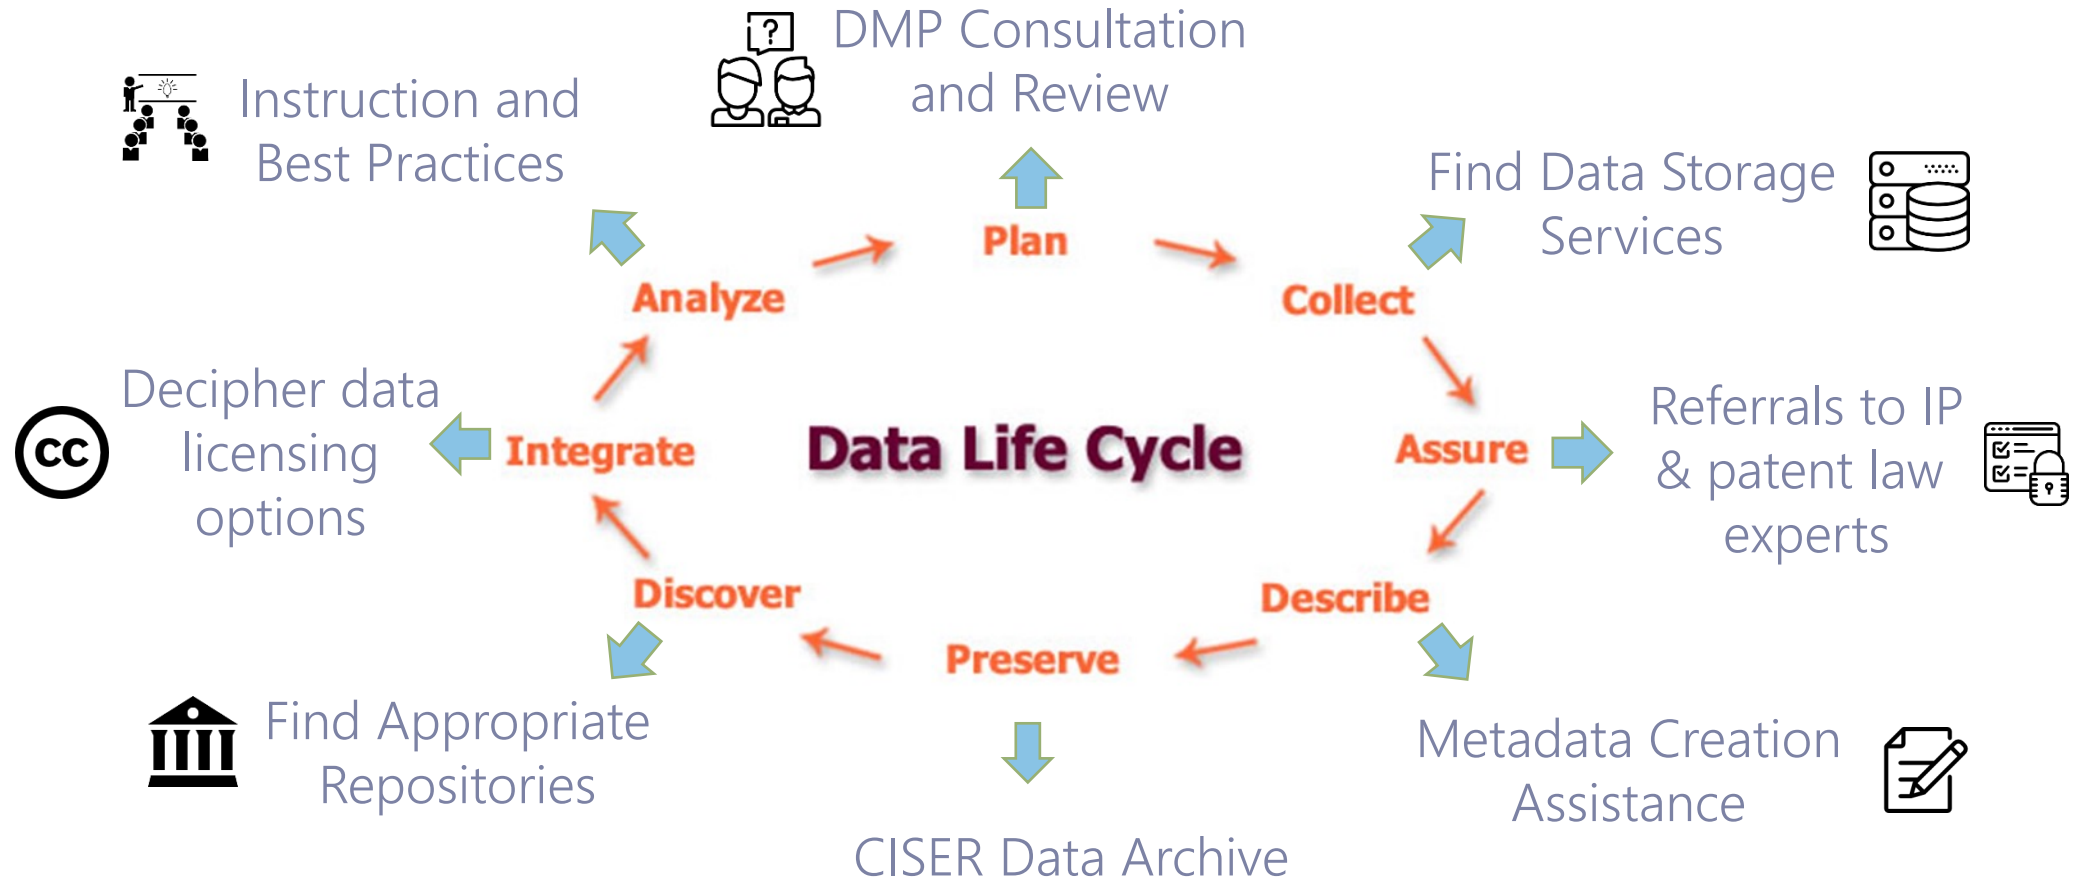 DMP Consultation
and Review
?
Instruction and
Best Practices
Find Data Storage
Services
Plan
Analyze
Collect
Decipher data
licensing
options
cc
Integrate
Data Life Cycle
Assure
Referrals to IP
& patent law
experts
Discover
Describe
Preserve
Find Appropriate
Repositories
Metadata Creation
Assistance
CISER Data Archive